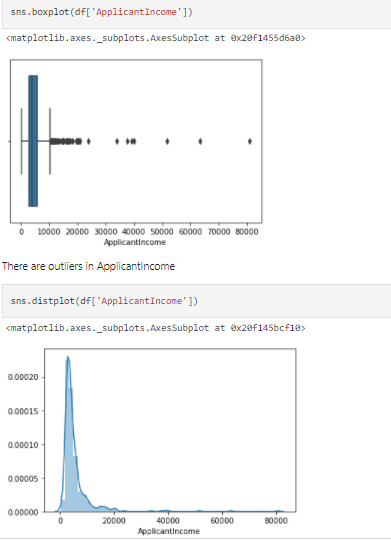 sns.boxplot(df['ApplicantIncome'])
<matplotlib.axes._subplots.AxesSubplot at 0x20f1455d6a0>
0 10000 20000 30000 40000 50000 60000 70000 80000
ApplicantIncome
There are outliers in ApplicantIncome
sns.distplot(df['ApplicantIncome'])
<matplotlib.axes._subplots.AxesSubplot at 0x20f145bcf10>
0.00020
0.00015
0.00010
0.00005
0.00000
0 20000 40000 60000 80000
ApplicantIncome